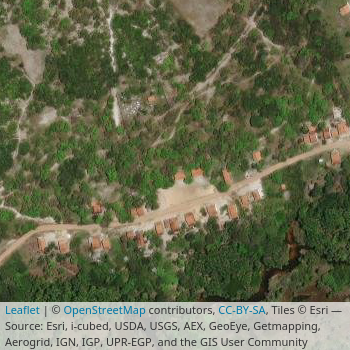 Leaflet | © OpenStreetMap contributors, CC-BY-SA, Tiles © Esri —
Source: Esri, i-cubed, USDA, USGS, AEX, GeoEye, Getmapping,
Aerogrid, IGN, IGP, UPR-EGP, and the GIS User Community